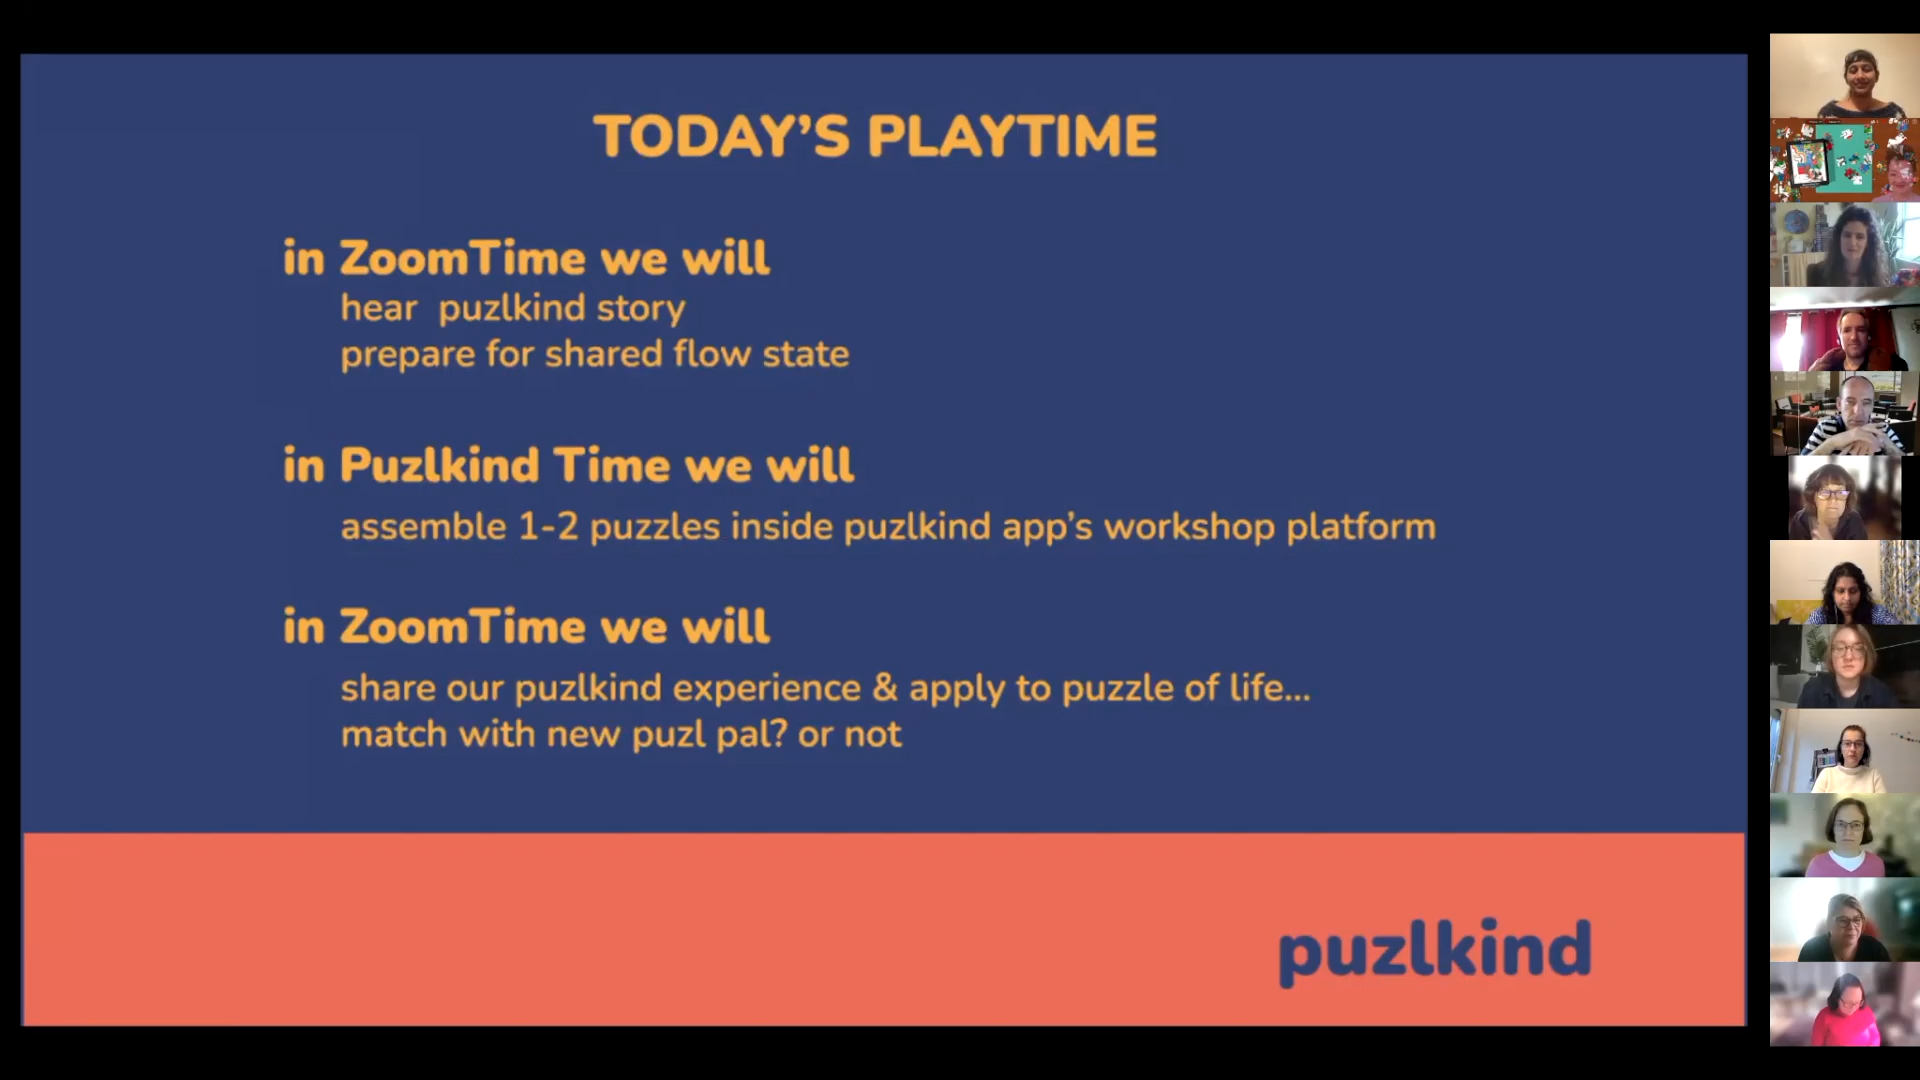 TODAY’S PLAYTIME
in ZoomTime we will
hear puzlkind story
prepare for shared flow state
in Puzlkind Time we will
assemble 1-2 puzzles inside puzlkind app’s workshop platform
in ZoomTime we will
share our puzlkind experience & apply to puzzle of life...
match with new puzl pal? or not
puzlkind